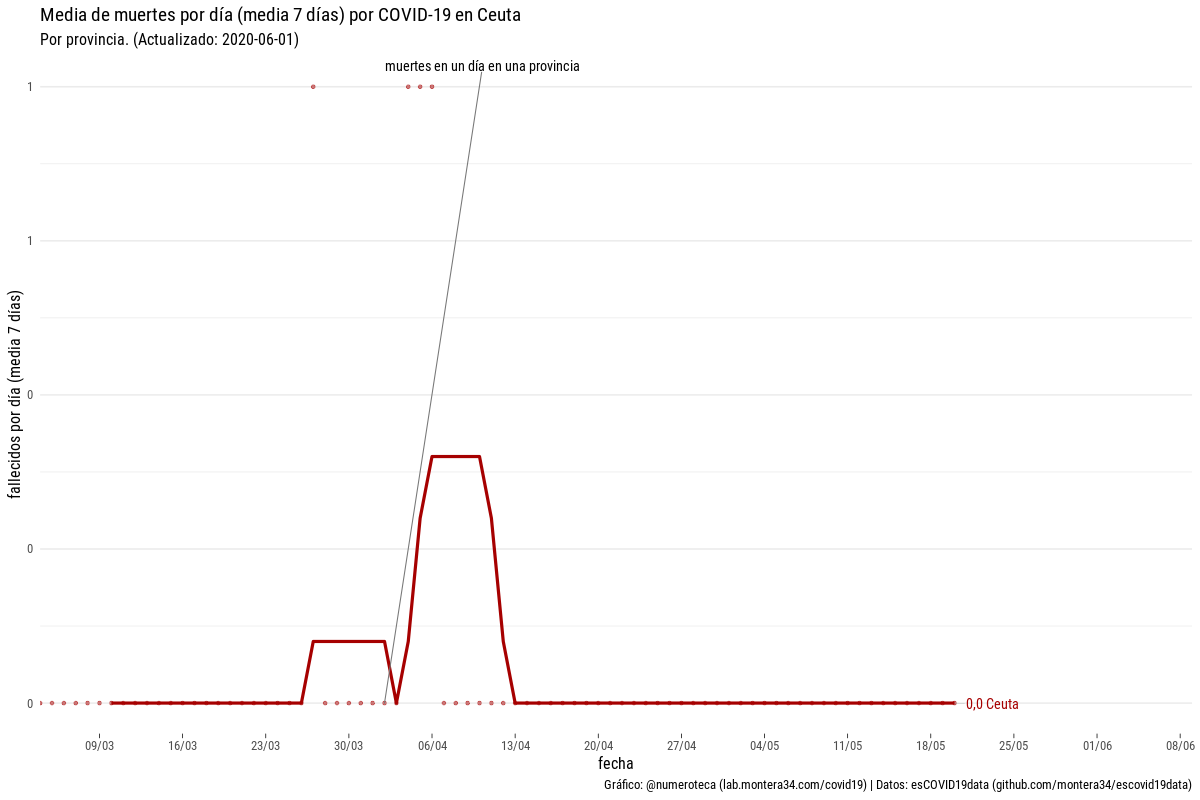 Media de muertes por día (media 7 días) por COVID-19 en Ceuta
Por provincia. (Actualizado: 2020-06-01)
muertes en un día en una provincia
1
1
0
0
0
fallecidos por día (media 7 días)
0,0 Ceuta
09/03 16/03 23/03 30/03 06/04 13/04 20/04 27/04 04/05 11/05 18/05 25/05 01/06 08/06
fecha
Gráfico: @numeroteca (lab.montera34.com/covid19) | Datos: esCOVID19data (github.com/montera34/escovid19data)